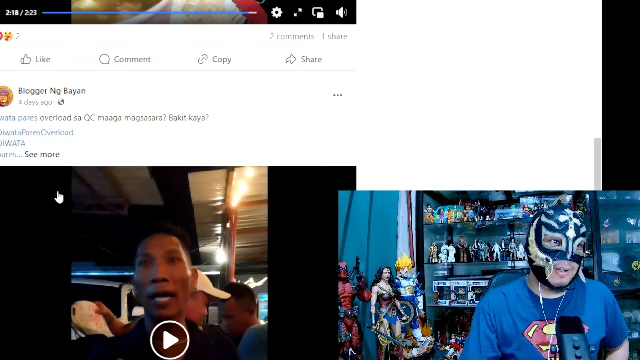 2:18 / 2:23
2
2 comments 1 share
Like Comment Copy Share
Blogger Ng Bayan
4 days ago
wata pares overload sa QC maaga magsasara? Bakit kaya?
DiwataParesOverload
DIWATA
pares... See more